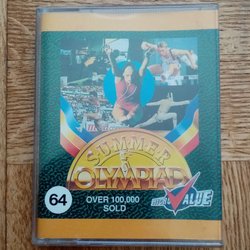 SUMMER
OLYMPIAD
64
OVER 100,000
SOLD
VALUE